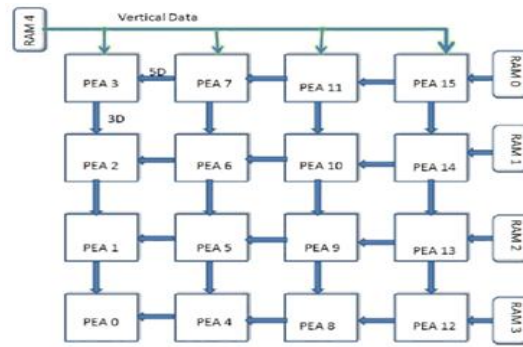 RAM 4
Vertical Data
PEA 3
5D
PEA 7
PEA 11
PEA 15
RAM 0
3D
PEA 2
PEA 6
PEA 10
PEA 14
RAM 1
PEA 1
PEA 5
PEA 9
PEA 13
RAM 2
PEA 0
PEA 4
PEA 8
PEA 12
RAM 3